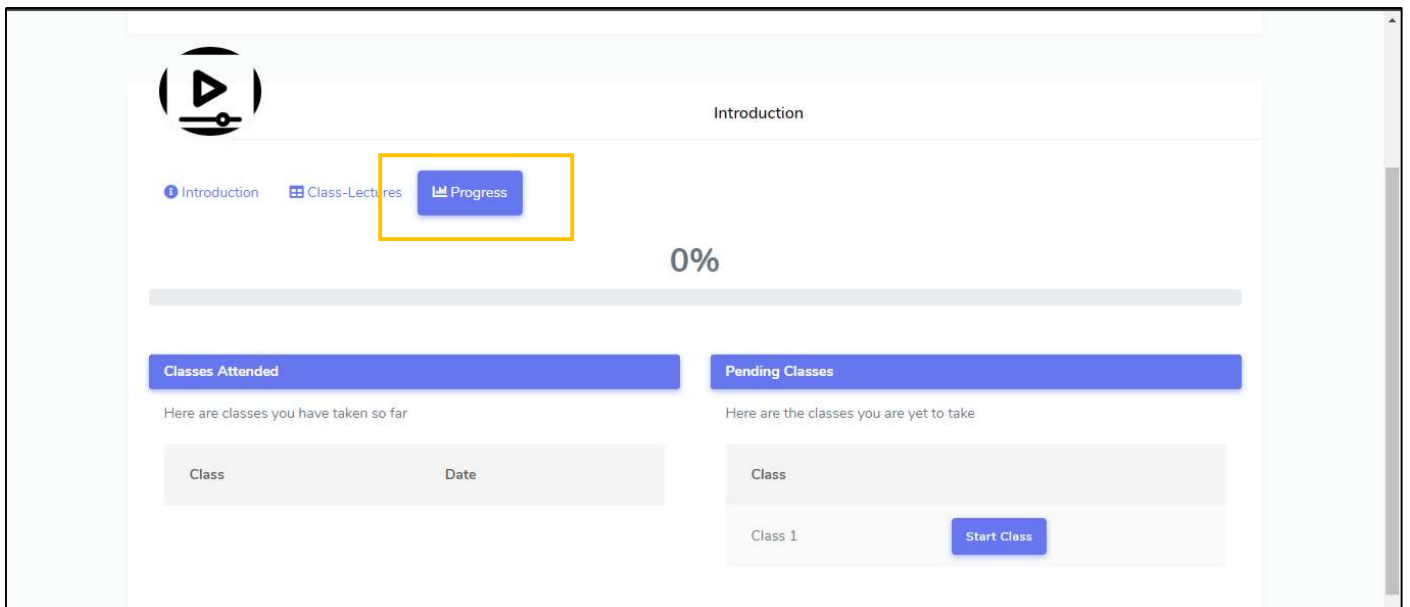 Introduction
Introduction Class-Lectures Progress
0%
Classes Attended
Here are classes you have taken so far
Class Date
Pending Classes
Here are the classes you are yet to take
Class
Class 1 Start Class